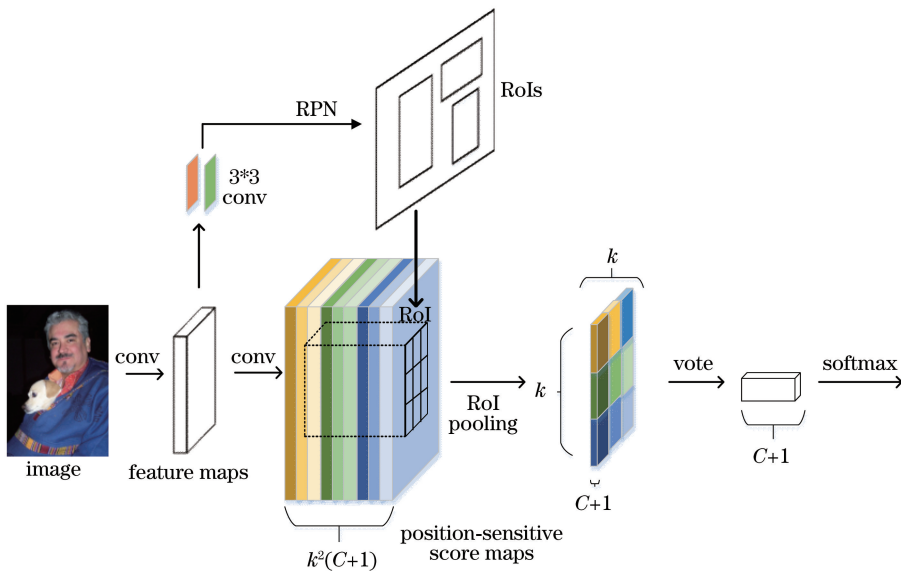 RPN
RoIs
3*3
conv
k
RoI
conv
conv
k
vote
softmax
RoI
pooling
image
feature maps
C+1
C+1
k²(C+1)
position-sensitive
score maps